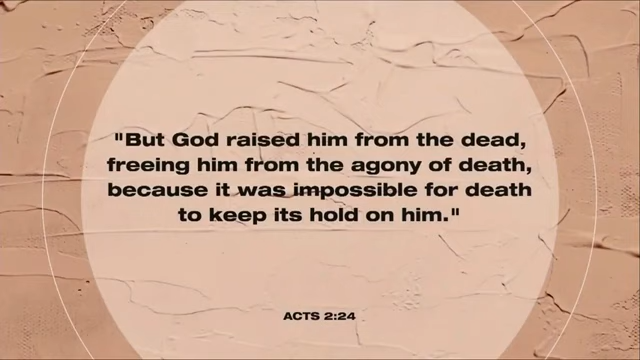 "But God raised him from the dead,
freeing him from the agony of death,
because it was impossible for death
to keep its hold on him."
ACTS 2:24